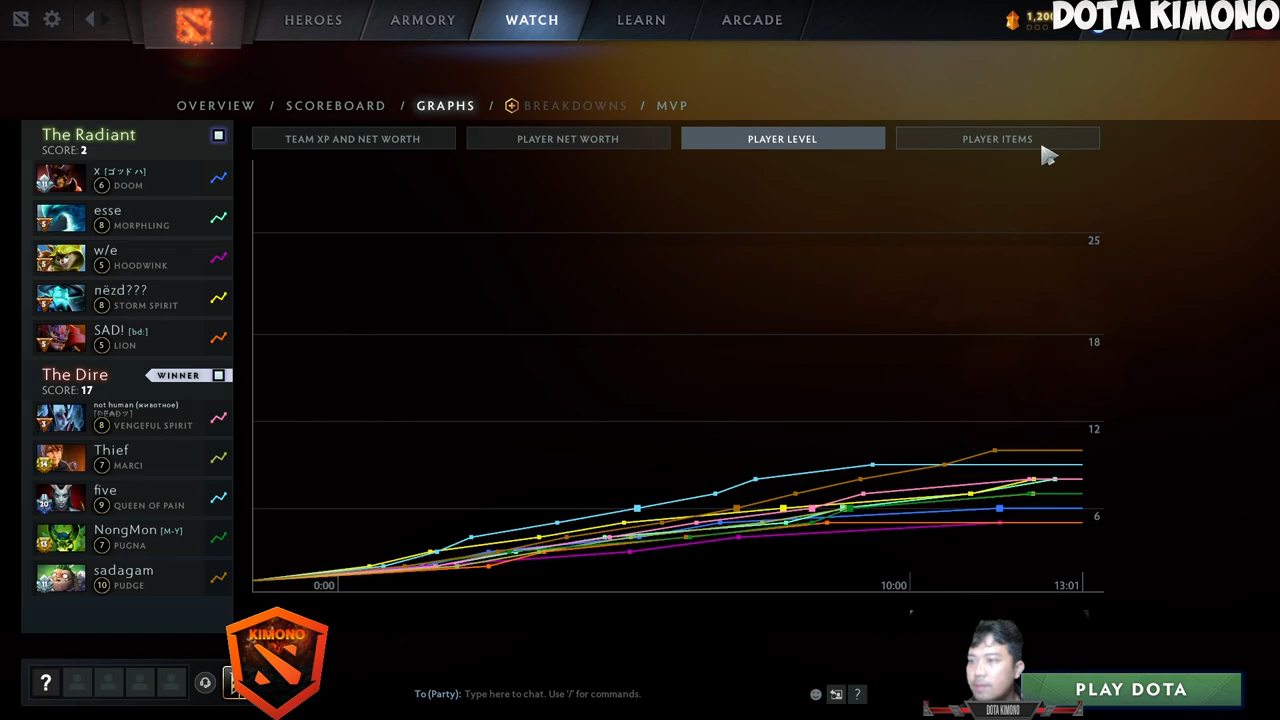 HEROES
ARMORY
WATCH
LEARN
ARCADE
1,200
DOTA KIMONO
OVERVIEW / SCOREBOARD / GRAPHS / BREAKDOWNS / MVP
The Radiant
SCORE: 2
TEAM XP AND NET WORTH
PLAYER NET WORTH
PLAYER LEVEL
PLAYER ITEMS
X [ゴッドハ]
6 DOOM
esse
8 MORPHLING
w/e
5 HOODWINK
nëzd???
8 STORM SPIRIT
SAD! [bd:]
5 LION
The Dire
WINNER
SCORE: 17
not human (животное)
8 VENGEFUL SPIRIT
Thief
7 MARCI
five
9 QUEEN OF PAIN
NongMon [M-Y]
7 PUGNA
sadagam
10 PUDGE
25
18
12
6
0:00
10:00
13:01
KIMONO
?
To (Party): Type here to chat. Use '/' for commands.
?
DOTA KIMONO
PLAY DOTA